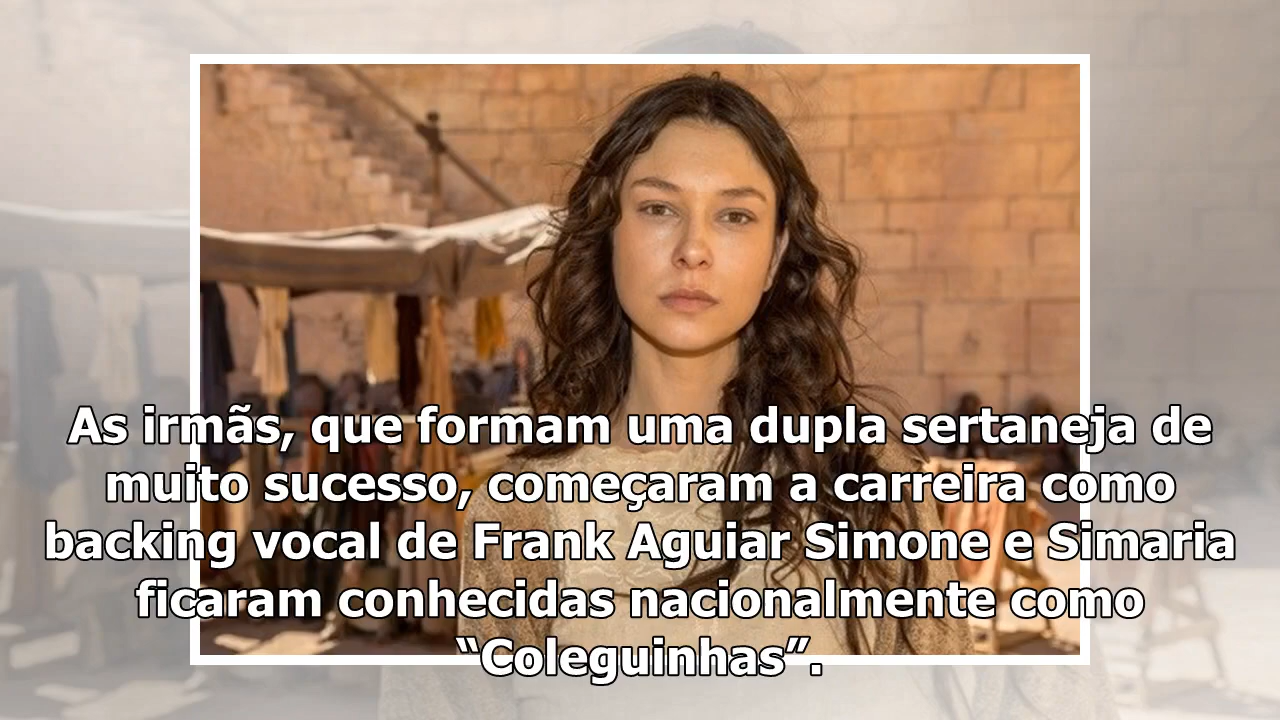 As irmãs, que formam uma dupla sertaneja de
muito sucesso, começaram a carreira como
backing vocal de Frank Aguiar Simone e Simaria
ficaram conhecidas nacionalmente como
“Coleguinhas”.